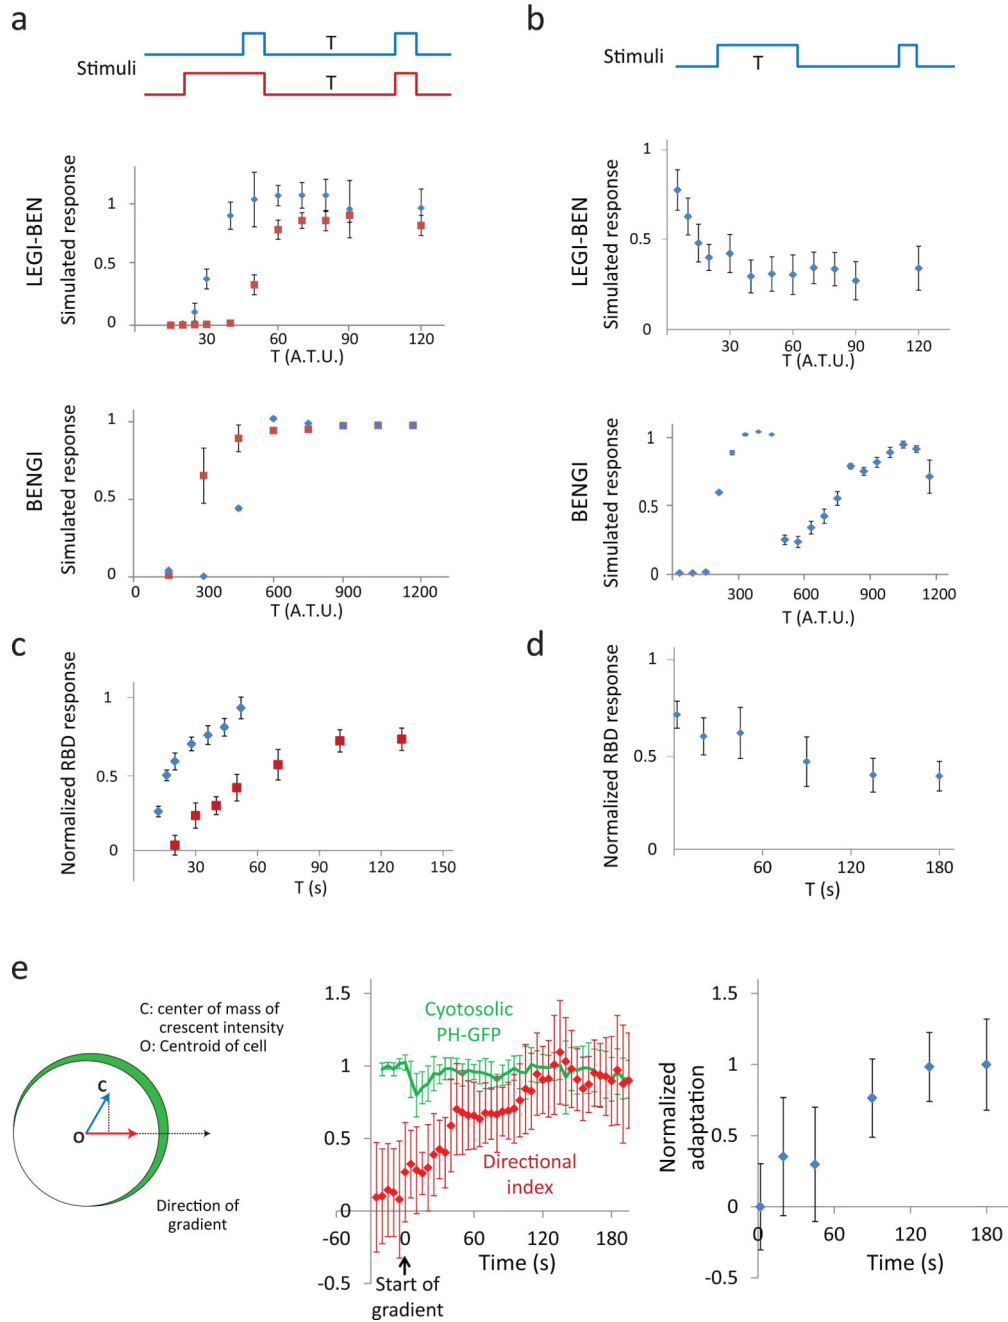 a
Stimuli
T
T
LEGI-BEN
Simulated response
1
0.5
0
30
60
90
120
T (A.T.U.)
BENGI
Simulated response
1
0.5
0
0
300
600
900
1200
T (A.T.U.)
b
Stimuli
T
LEGI-BEN
Simulated response
1
0.5
0
30
60
90
120
T (A.T.U.)
BENGI
Simulated response
1
0.5
0
300
600
900
1200
T (A.T.U.)
c
Normalized RBD response
1
0.5
0
30
60
90
120
150
T (s)
d
Normalized RBD response
1
0.5
0
60
120
180
T (s)
e
C: center of mass of
crescent intensity
O: Centroid of cell
C
O
Direction of
gradient
1.5
1
0.5
0
-0.5
-60
0
60
120
180
Cyotosolic
PH-GFP
Directional
index
Time (s)
Start of
gradient
Normalized
adaptation
1.5
1
0.5
0
-0.5
0
60
120
180
Time (s)